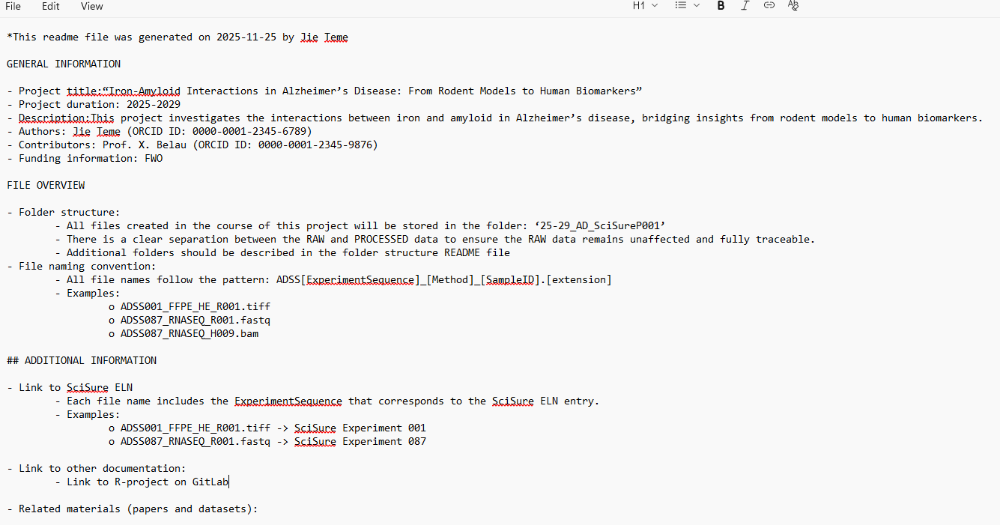 File Edit View H1 B I
*This readme file was generated on 2025-11-25 by Jie Teme
GENERAL INFORMATION
- Project title:“Iron-Amyloid Interactions in Alzheimer’s Disease: From Rodent Models to Human Biomarkers”
- Project duration: 2025-2029
- Description:This project investigates the interactions between iron and amyloid in Alzheimer’s disease, bridging insights from rodent models to human biomarkers.
- Authors: Jie Teme (ORCID ID: 0000-0001-2345-6789)
- Contributors: Prof. X. Belau (ORCID ID: 0000-0001-2345-9876)
- Funding information: FWO
FILE OVERVIEW
- Folder structure:
- All files created in the course of this project will be stored in the folder: ‘25-29_AD_SciSureP001’
- There is a clear separation between the RAW and PROCESSED data to ensure the RAW data remains unaffected and fully traceable.
- Additional folders should be described in the folder structure README file
- File naming convention:
- All file names follow the pattern: ADSS[ExperimentSequence]_[Method]_[SampleID].[extension]
- Examples:
o ADSS001_FFPE_HE_R001.tiff
o ADSS087_RNASEQ_R001.fastq
o ADSS087_RNASEQ_H009.bam
## ADDITIONAL INFORMATION
- Link to SciSure ELN
- Each file name includes the ExperimentSequence that corresponds to the SciSure ELN entry.
- Examples:
o ADSS001_FFPE_HE_R001.tiff -> SciSure Experiment 001
o ADSS087_RNASEQ_R001.fastq -> SciSure Experiment 087
- Link to other documentation:
- Link to R-project on GitLab
- Related materials (papers and datasets):